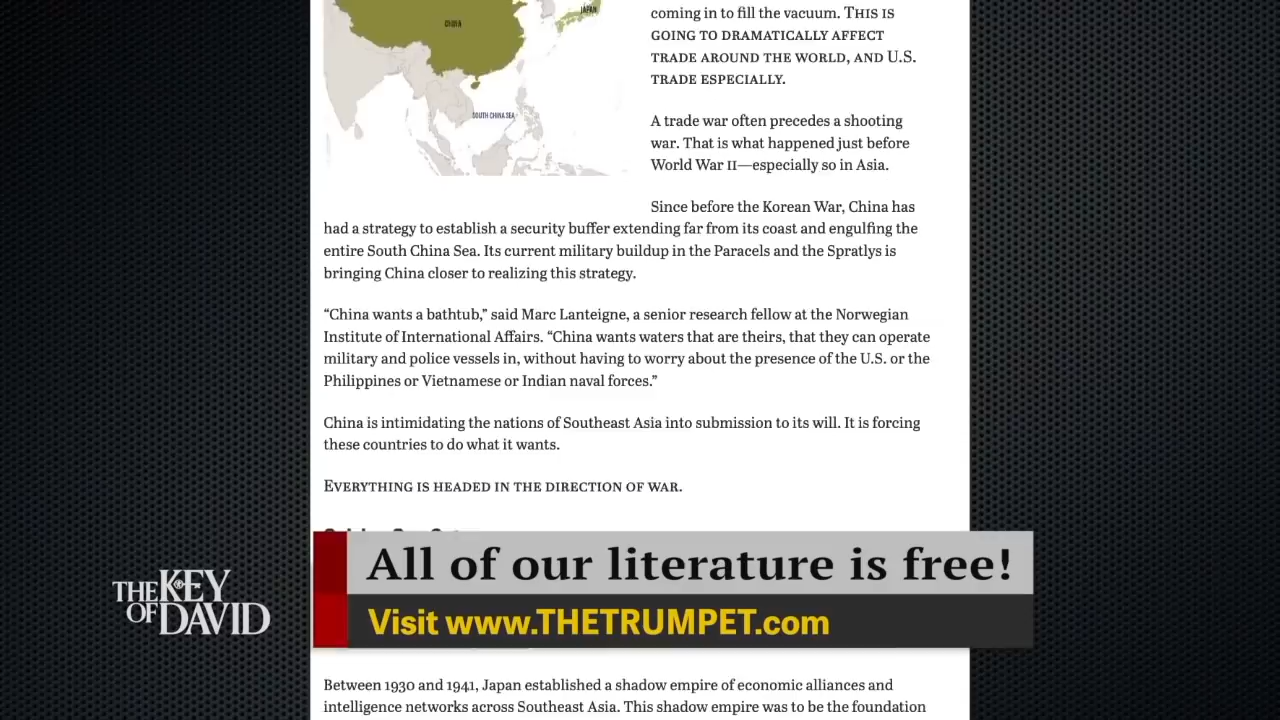 JAPAN
CHINA
SOUTH CHINA SEA
coming in to fill the vacuum. THIS IS
GOING TO DRAMATICALLY AFFECT
TRADE AROUND THE WORLD, AND U.S.
TRADE ESPECIALLY.
A trade war often precedes a shooting
war. That is what happened just before
World War II—especially so in Asia.
Since before the Korean War, China has
had a strategy to establish a security buffer extending far from its coast and engulfing the
entire South China Sea. Its current military buildup in the Paracels and the Spratlys is
bringing China closer to realizing this strategy.
“China wants a bathtub,” said Marc Lanteigne, a senior research fellow at the Norwegian
Institute of International Affairs. “China wants waters that are theirs, that they can operate
military and police vessels in, without having to worry about the presence of the U.S. or the
Philippines or Vietnamese or Indian naval forces.”
China is intimidating the nations of Southeast Asia into submission to its will. It is forcing
these countries to do what it wants.
EVERYTHING IS HEADED IN THE DIRECTION OF WAR.
All of our literature is free!
Visit www.THETRUMPET.com
THE KEY
OF DAVID
Between 1930 and 1941, Japan established a shadow empire of economic alliances and
intelligence networks across Southeast Asia. This shadow empire was to be the foundation